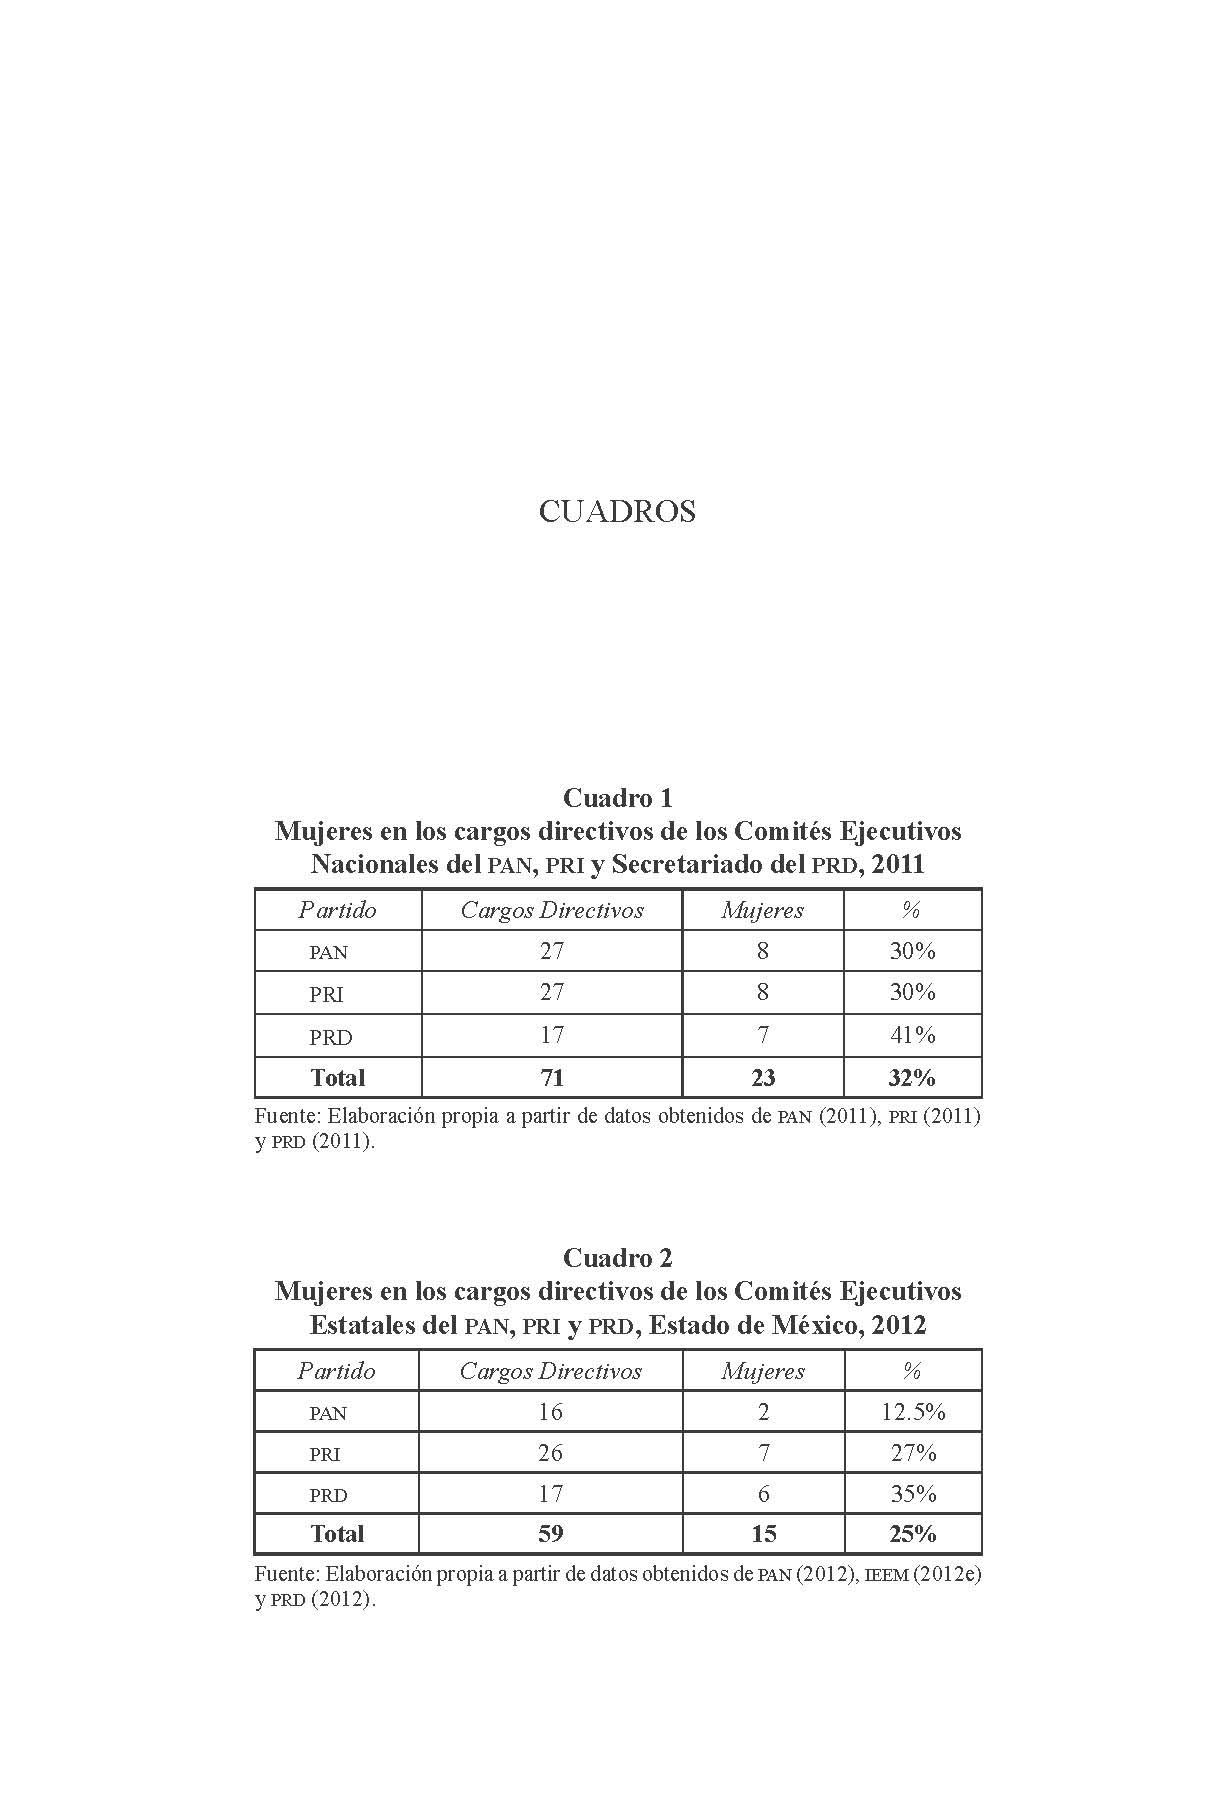 CUADROS
Cuadro 1
Mujeres en los cargos directivos de los Comités Ejecutivos
Nacionales del PAN, PRI y Secretariado del PRD, 2011
Partido Cargos Directivos Mujeres %
PAN 27 8 30%
PRI 27 8 30%
PRD 17 7 41%
Total 71 23 32%
Fuente: Elaboración propia a partir de datos obtenidos de PAN (2011), PRI (2011)
y PRD (2011).
Cuadro 2
Mujeres en los cargos directivos de los Comités Ejecutivos
Estatales del PAN, PRI y PRD, Estado de México, 2012
Partido Cargos Directivos Mujeres %
PAN 16 2 12.5%
PRI 26 7 27%
PRD 17 6 35%
Total 59 15 25%
Fuente: Elaboración propia a partir de datos obtenidos de PAN (2012), IEEM (2012e)
y PRD (2012).